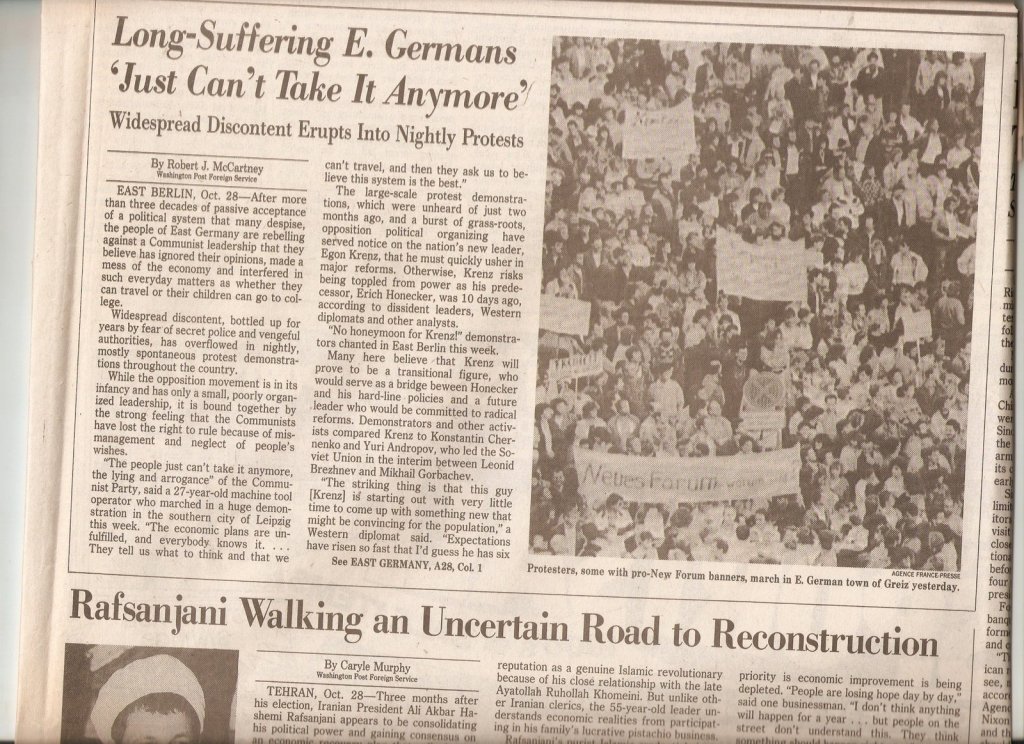 Long-Suffering E. Germans
'Just Can't Take It Anymore'
Widespread Discontent Erupts Into Nightly Protests
By Robert J. McCartney
Washington Post Foreign Service
EAST BERLIN, Oct. 28—After more
than three decades of passive acceptance
of a political system that many despise,
the people of East Germany are rebelling
against a Communist leadership that they
believe has ignored their opinions, made a
mess of the economy and interfered in
such everyday matters as whether they
can travel or their children can go to col-
lege.
Widespread discontent, bottled up for
years by fear of secret police and vengeful
authorities, has overflowed in nightly,
mostly spontaneous protest demonstra-
tions throughout the country.
While the opposition movement is in its
infancy and has only a small, poorly organ-
ized leadership, it is bound together by
the strong feeling that the Communists
have lost the right to rule because of mis-
management and neglect of people's
wishes.
"The people just can't take it anymore,
the lying and arrogance" of the Commu-
nist Party, said a 27-year-old machine tool
operator who marched in a huge demon-
stration in the southern city of Leipzig
this week. "The economic plans are un-
fulfilled, and everybody knows it. . . .
They tell us what to think and that we
can't travel, and then they ask us to be-
lieve this system is the best."
The large-scale protest demonstra-
tions, which were unheard of just two
months ago, and a burst of grass-roots,
opposition political organizing have
served notice on the nation's new leader,
Egon Krenz, that he must quickly usher in
major reforms. Otherwise, Krenz risks
being toppled from power as his prede-
cessor, Erich Honecker, was 10 days ago,
according to dissident leaders, Western
diplomats and other analysts.
"No honeymoon for Krenz!" demonstra-
tors chanted in East Berlin this week.
Many here believe that Krenz will
prove to be a transitional figure, who
would serve as a bridge beween Honecker
and his hard-line policies and a future
leader who would be committed to radical
reforms. Demonstrators and other activ-
ists compared Krenz to Konstantin Cher-
nenko and Yuri Andropov, who led the So-
viet Union in the interim between Leonid
Brezhnev and Mikhail Gorbachev.
"The striking thing is that this guy
[Krenz] is starting out with very little
time to come up with something new that
might be convincing for the population," a
Western diplomat said. "Expectations
have risen so fast that I'd guess he has six
See EAST GERMANY, A28, Col. 1
Neues Forum
AGENCE FRANCE-PRESSE
Protesters, some with pro-New Forum banners, march in E. German town of Greiz yesterday.
Rafsanjani Walking an Uncertain Road to Reconstruction
By Caryle Murphy
Washington Post Foreign Service
TEHRAN, Oct. 28—Three months after
his election, Iranian President Ali Akbar Ha-
shemi Rafsanjani appears to be consolidating
his political power and gaining consensus on
reputation as a genuine Islamic revolutionary
because of his close relationship with the late
Ayatollah Ruhollah Khomeini. But unlike oth-
er Iranian clerics, the 55-year-old leader un-
derstands economic realities from participat-
ing in his family's lucrative pistachio business.
priority is economic improvement is being
depleted. "People are losing hope day by day,"
said one businessman. "I don't think anything
will happen for a year . . . but people on the
street don't understand this. They think